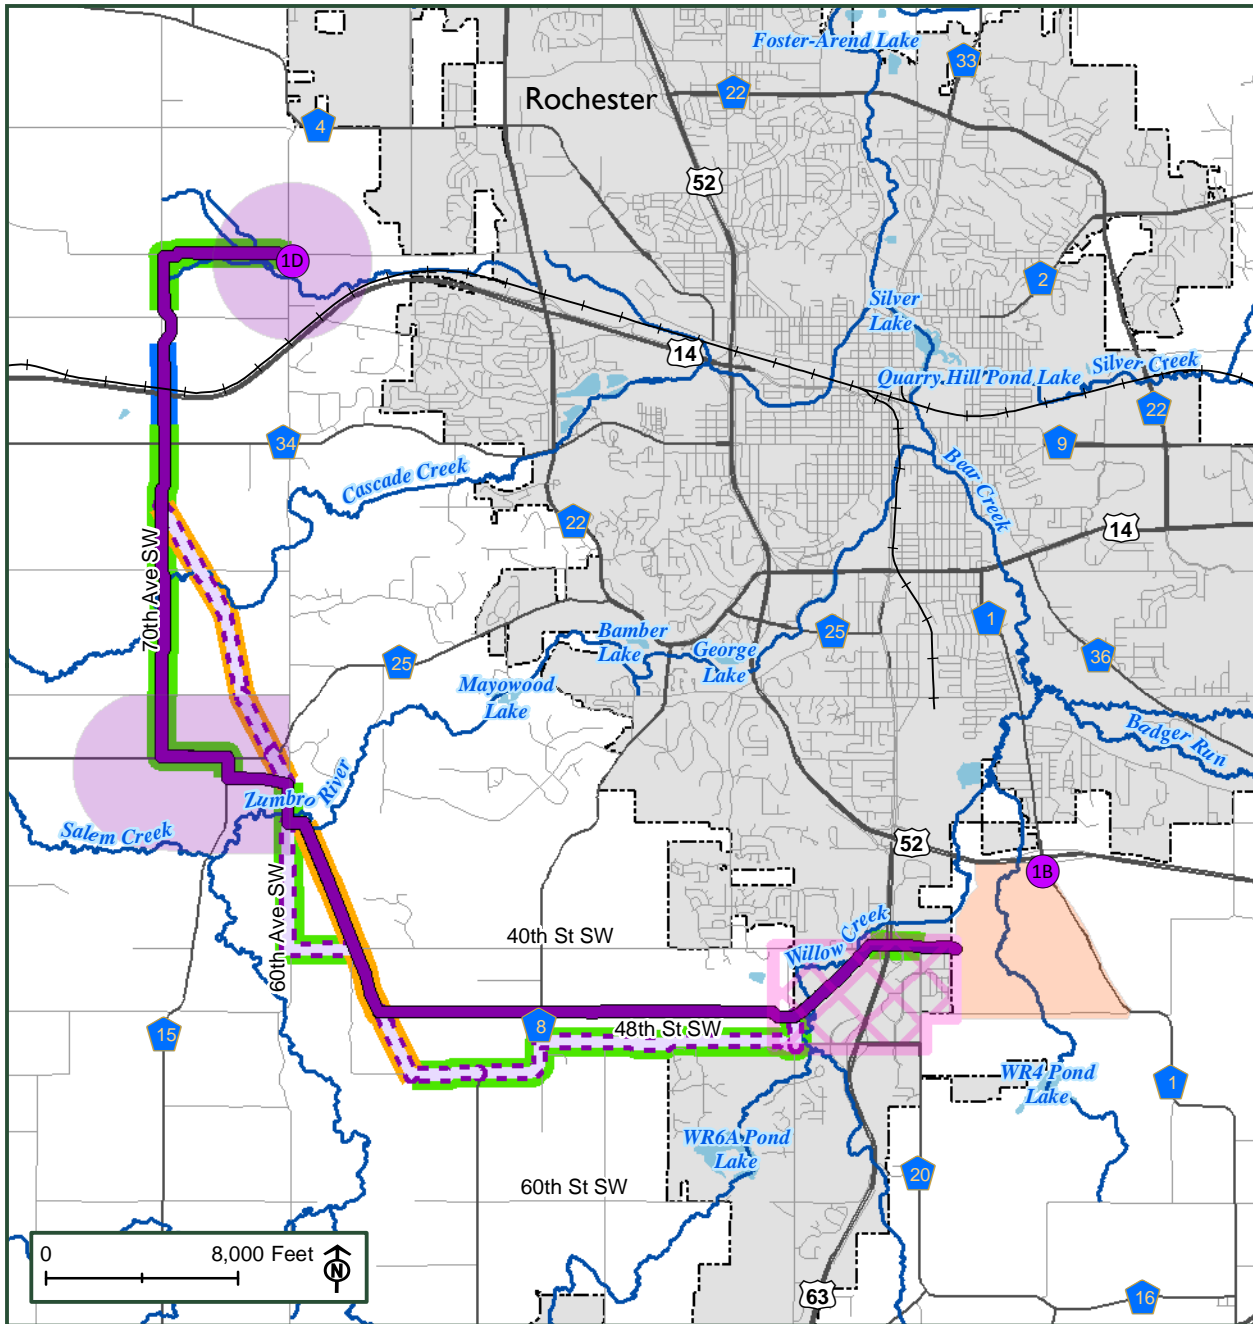 Foster-Arend Lake
33
22
Rochester
4
52
1D
2
Silver
Lake
14
Quarry Hill Pond Lake
Silver Creek
22
34
9
Cascade Creek
Bear Creek
22
14
70th Ave SW
1
25
Bamber
Lake
George
Lake
36
25
Mayowood
Lake
Badger Run
Zumbro River
Salem Creek
52
1B
60th Ave SW
40th St SW
Willow Creek
15
8
48th St SW
WR4 Pond
Lake
1
WR6A Pond
Lake
20
60th St SW
0
8,000 Feet
N
63
16